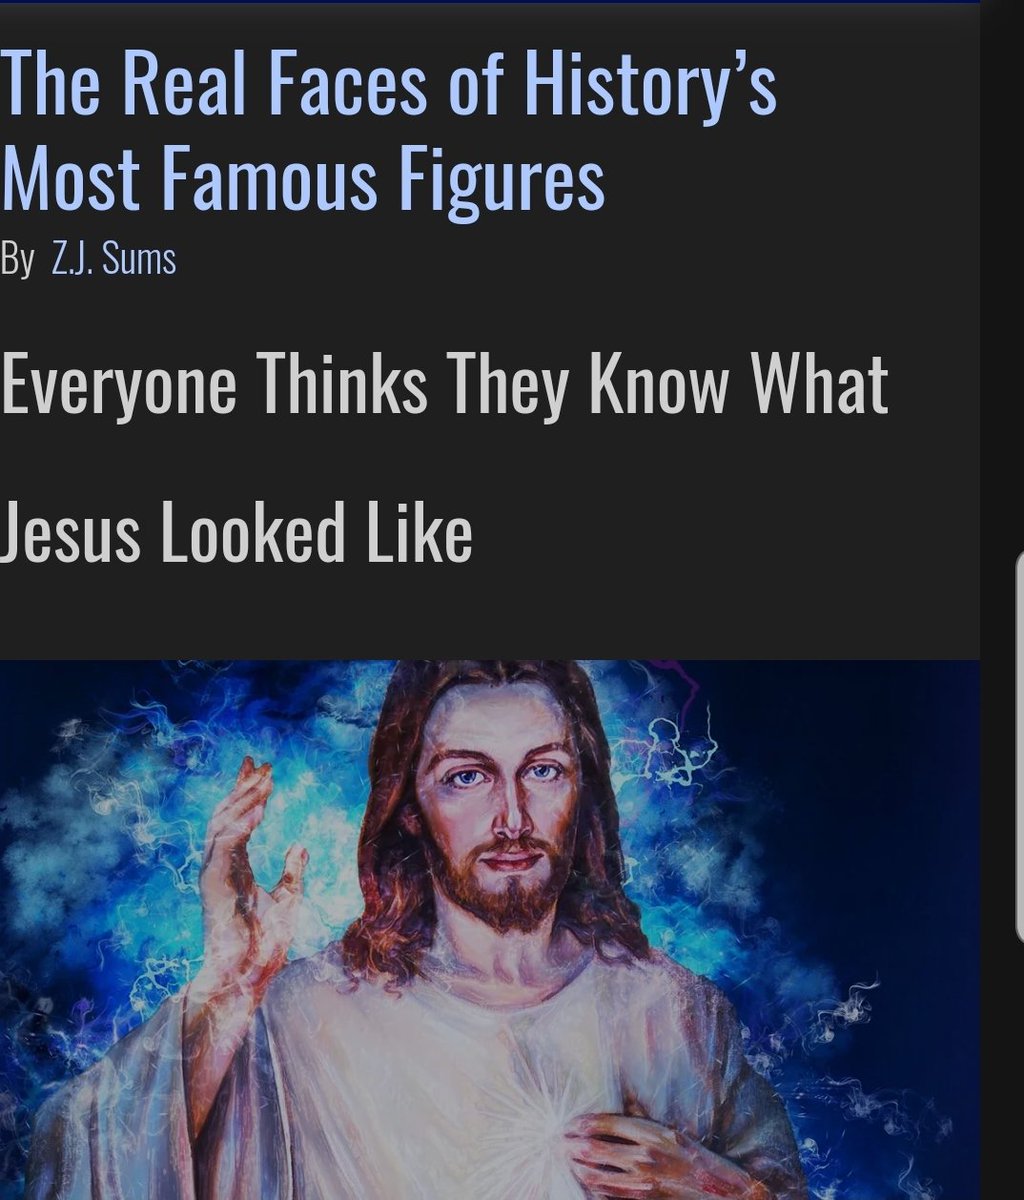 The Real Faces of History’s
Most Famous Figures
By Z.J. Sums
Everyone Thinks They Know What
Jesus Looked Like